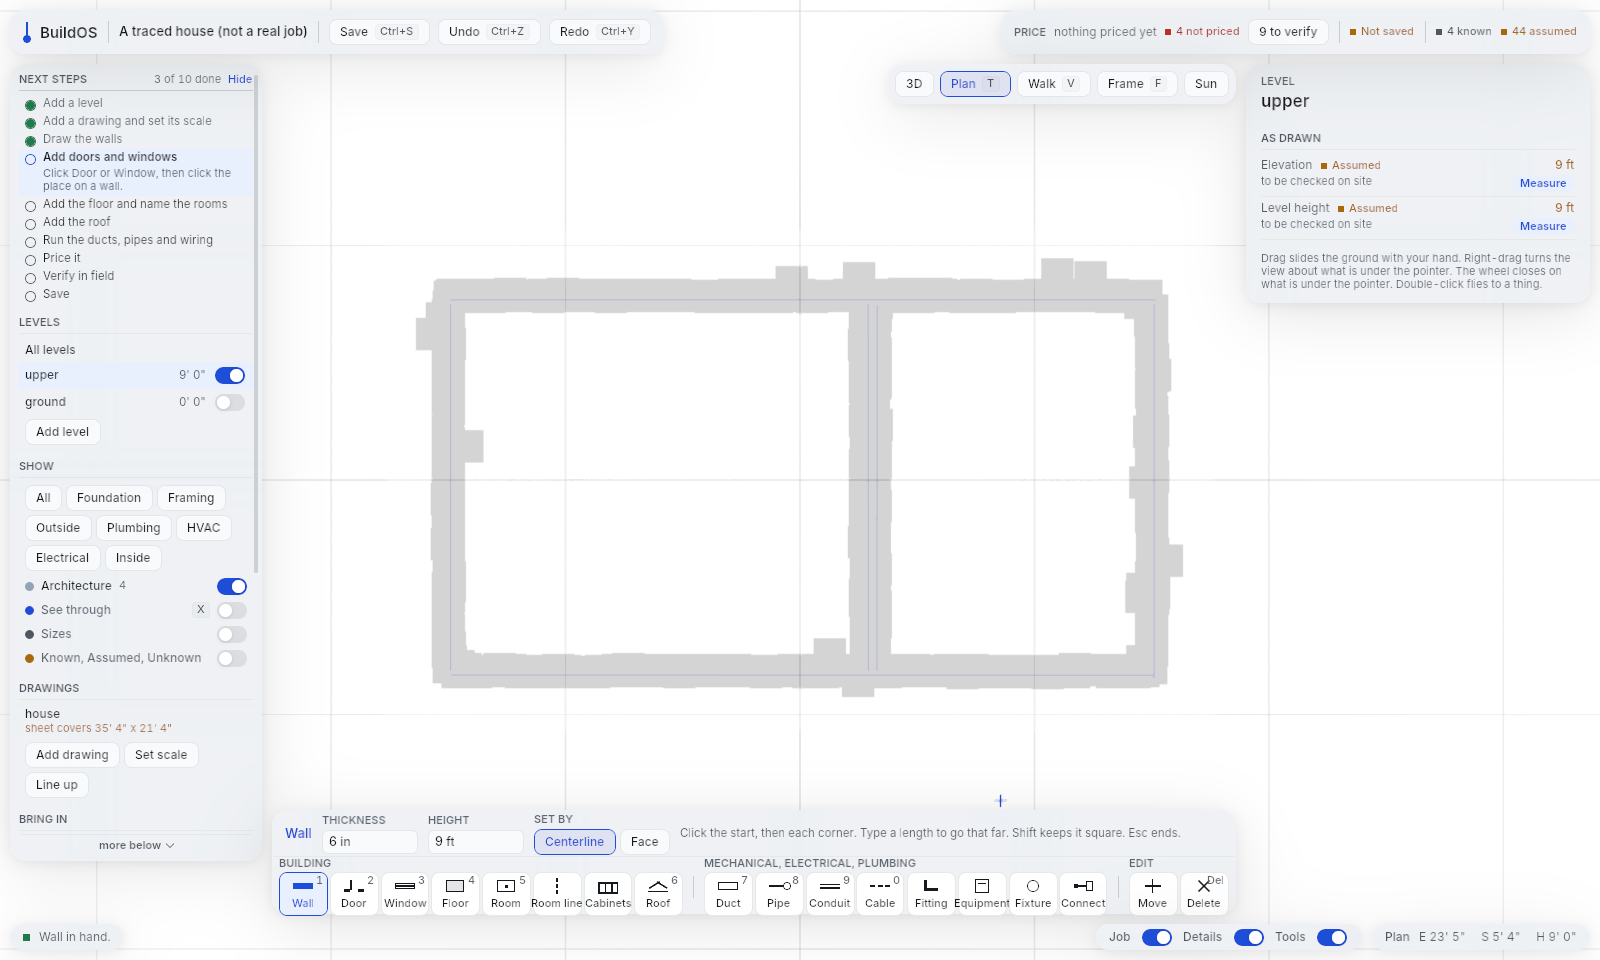 BuildOS
A traced house (not a real job)
Save Ctrl+S
Undo Ctrl+Z
Redo Ctrl+Y
PRICE nothing priced yet 4 not priced
9 to verify
Not saved
4 known 44 assumed
3D
Plan T
Walk V
Frame F
Sun
NEXT STEPS 3 of 10 done Hide
Add a level
Add a drawing and set its scale
Draw the walls
Add doors and windows
Click Door or Window, then click the
place on a wall.
Add the floor and name the rooms
Add the roof
Run the ducts, pipes and wiring
Price it
Verify in field
Save
LEVELS
All levels
upper 9' 0"
ground 0' 0"
Add level
SHOW
All Foundation Framing
Outside Plumbing HVAC
Electrical Inside
Architecture 4
See through X
Sizes
Known, Assumed, Unknown
DRAWINGS
house
sheet covers 35' 4" x 21' 4"
Add drawing Set scale
Line up
BRING IN
more below
Wall in hand.
LEVEL
upper
AS DRAWN
Elevation Assumed 9 ft
to be checked on site Measure
Level height Assumed 9 ft
to be checked on site Measure
Drag slides the ground with your hand. Right-drag turns the
view about what is under the pointer. The wheel closes on
what is under the pointer. Double-click flies to a thing.
Wall
THICKNESS
6 in
HEIGHT
9 ft
SET BY
Centerline Face
Click the start, then each corner. Type a length to go that far. Shift keeps it square. Esc ends.
BUILDING
Wall 1
Door 2
Window 3
Floor 4
Room 5
Room line
Cabinets
Roof 6
MECHANICAL, ELECTRICAL, PLUMBING
Duct 7
Pipe 8
Conduit 9
Cable 0
Fitting
Equipment
Fixture
Connect
EDIT
Move
Delete Del
Job Details Tools
Plan E 23' 5" S 5' 4" H 9' 0"